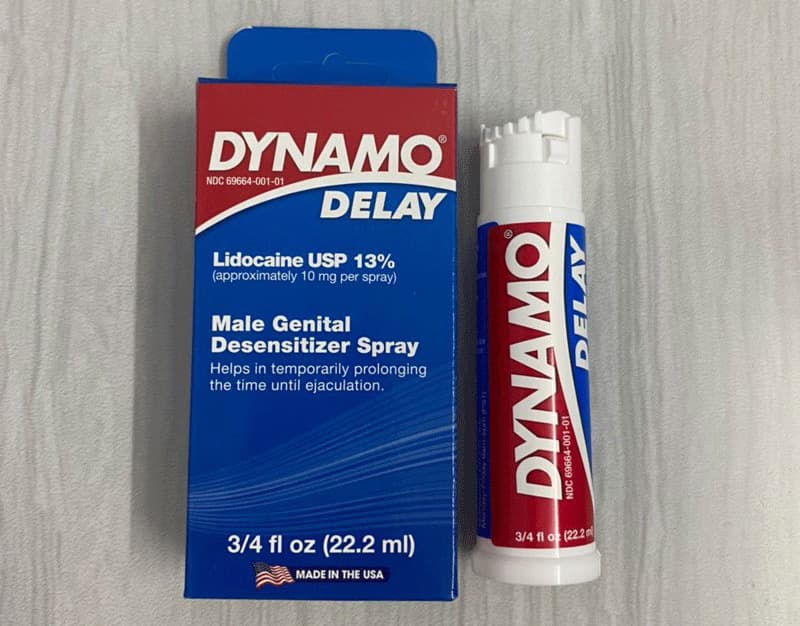 DYNAMO®
NDC 69664-001-01
DELAY
Lidocaine USP 13%
(approximately 10 mg per spray)
Male Genital
Desensitizer Spray
Helps in temporarily prolonging
the time until ejaculation.
3/4 fl oz (22.2 ml)
MADE IN THE USA
DYNAMO®
DELAY
NDC 69664-001-01
3/4 fl oz (22.2 ml)